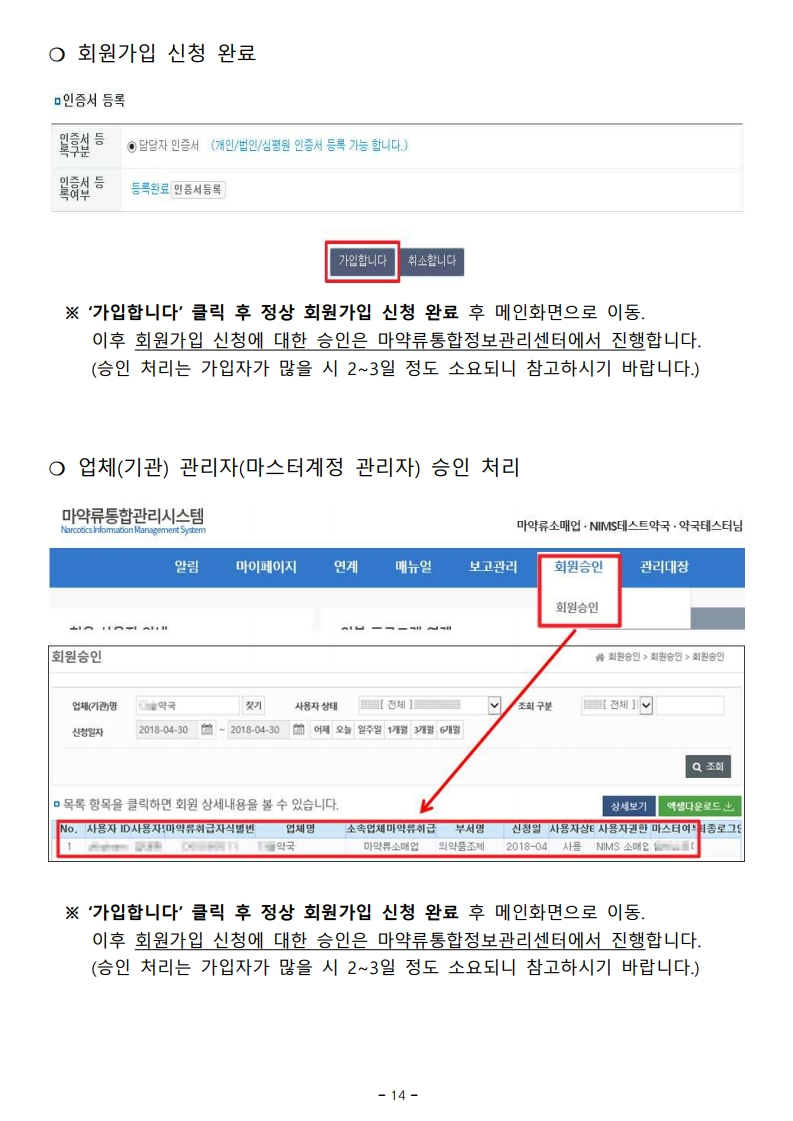 ❍ 회원가입 신청 완료
인증서 등록
인증서 등록구분 담당자 인증서 (개인/법인/심평원 인증서 등록 가능 합니다.)
인증서 등록여부 등록완료 인증서등록
가입합니다 취소합니다
※ ‘가입합니다’ 클릭 후 정상 회원가입 신청 완료 후 메인화면으로 이동.
이후 회원가입 신청에 대한 승인은 마약류통합정보관리센터에서 진행합니다.
(승인 처리는 가입자가 많을 시 2~3일 정도 소요되니 참고하시기 바랍니다.)
❍ 업체(기관) 관리자(마스터계정 관리자) 승인 처리
마약류통합관리시스템
Narcotics Information Management System
마약류소매업 · NIMS테스트약국 · 약국테스터님
알림 마이페이지 연계 매뉴얼 보고관리 회원승인 관리대장
회원승인
회원승인 회원승인 > 회원승인 > 회원승인
업체(기관)명 약국 찾기 사용자 상태 [ 전체 ] 조회 구분 [ 전체 ]
신청일자 2018-04-30 ~ 2018-04-30 어제 오늘 일주일 1개월 3개월 6개월
조회
목록 항목을 클릭하면 회원 상세내용을 볼 수 있습니다. 상세보기 엑셀다운로드
No. 사용자 ID 사용자 마약류취급자식별번 업체명 소속업체마약류취급 부서명 신청일 사용자상태 사용자권한 마스터여부 최종로그인
1 약국 마약류소매업 의약품조제 2018-04 사용 NIMS 소매업
※ ‘가입합니다’ 클릭 후 정상 회원가입 신청 완료 후 메인화면으로 이동.
이후 회원가입 신청에 대한 승인은 마약류통합정보관리센터에서 진행합니다.
(승인 처리는 가입자가 많을 시 2~3일 정도 소요되니 참고하시기 바랍니다.)
- 14 -